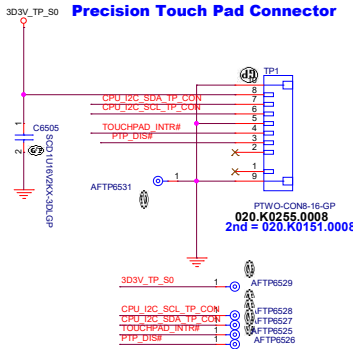 3D3V_TP_S0
Precision Touch Pad Connector
TP1
8
CPU_I2C_SDA_TP_CON
7
CPU_I2C_SCL_TP_CON
6
5
TOUCHPAD_INTR#
4
PTP_DIS#
3
2
1
9
1
C6505
2
SCD1U16V2KX-3DLGP
AFTP6531
1
PTWO-CON8-16-GP
020.K0255.0008
2nd = 020.K0151.0008
3D3V_TP_S0
1
AFTP6529
CPU_I2C_SCL_TP_CON
1
AFTP6528
CPU_I2C_SDA_TP_CON
1
AFTP6527
TOUCHPAD_INTR#
1
AFTP6525
PTP_DIS#
1
AFTP6526